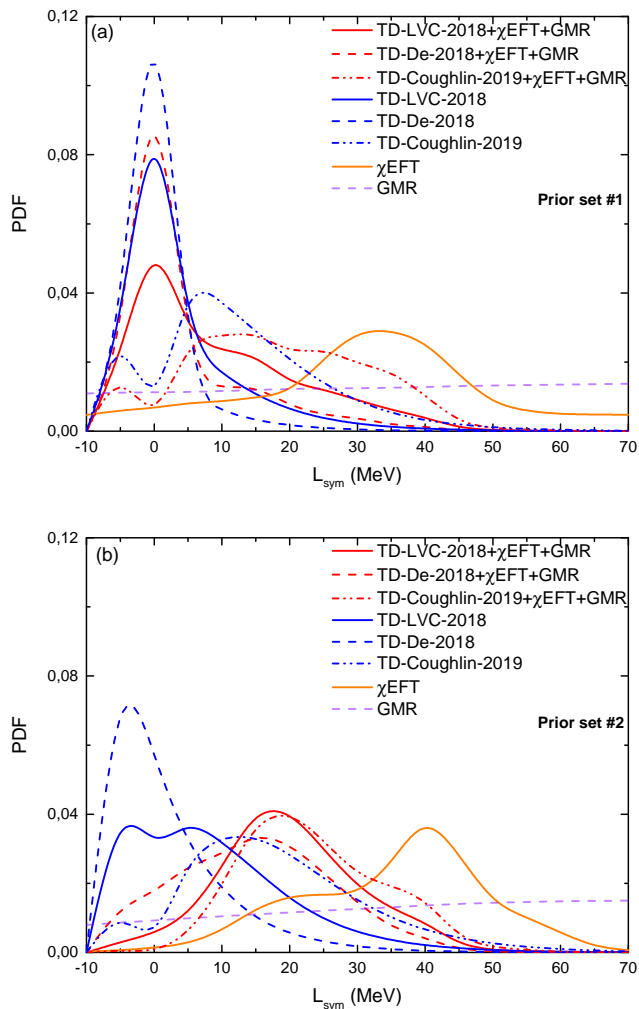 (a)
TD-LVC-2018+χEFT+GMR
TD-De-2018+χEFT+GMR
TD-Coughlin-2019+χEFT+GMR
TD-LVC-2018
TD-De-2018
TD-Coughlin-2019
χEFT
GMR
Prior set #1
PDF
0,12
0,08
0,04
0,00
-10 0 10 20 30 40 50 60 70
L_sym (MeV)
(b)
TD-LVC-2018+χEFT+GMR
TD-De-2018+χEFT+GMR
TD-Coughlin-2019+χEFT+GMR
TD-LVC-2018
TD-De-2018
TD-Coughlin-2019
χEFT
GMR
Prior set #2
PDF
0,12
0,08
0,04
0,00
-10 0 10 20 30 40 50 60 70
L_sym (MeV)